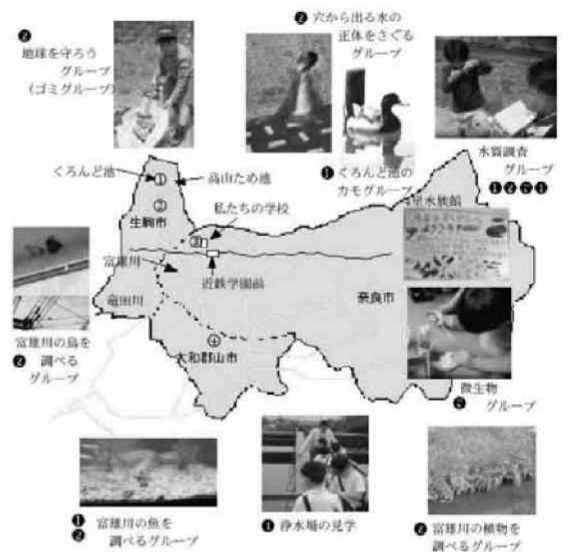 ❷
地球を守ろう
グループ
(ゴミグループ)
❷ 穴から出る水の
正体をさぐる
グループ
水質調査
グループ
❶くろんど池の
カモグループ
くろんど池
高山ため池
①
②
生駒市
私たちの学校
③
水族館
富雄川
近鉄学園前
奈良市
竜田川
④
大和郡山市
富雄川の鳥を
❷ 調べる
グループ
微生物
グループ
❶ 富雄川の魚を
❷ 調べるグループ
❶ 浄水場の見学
❷ 富雄川の植物を
調べるグループ